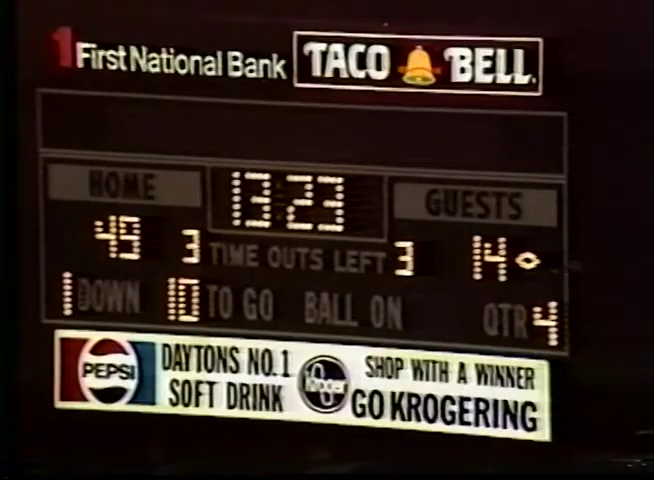 1 First National Bank TACO BELL
HOME 13:23 GUESTS
49 3 TIME OUTS LEFT 3 14
1 DOWN 10 TO GO BALL ON QTR 4
PEPSI DAYTONS NO. 1 SOFT DRINK
Kroger SHOP WITH A WINNER
GO KROGERING